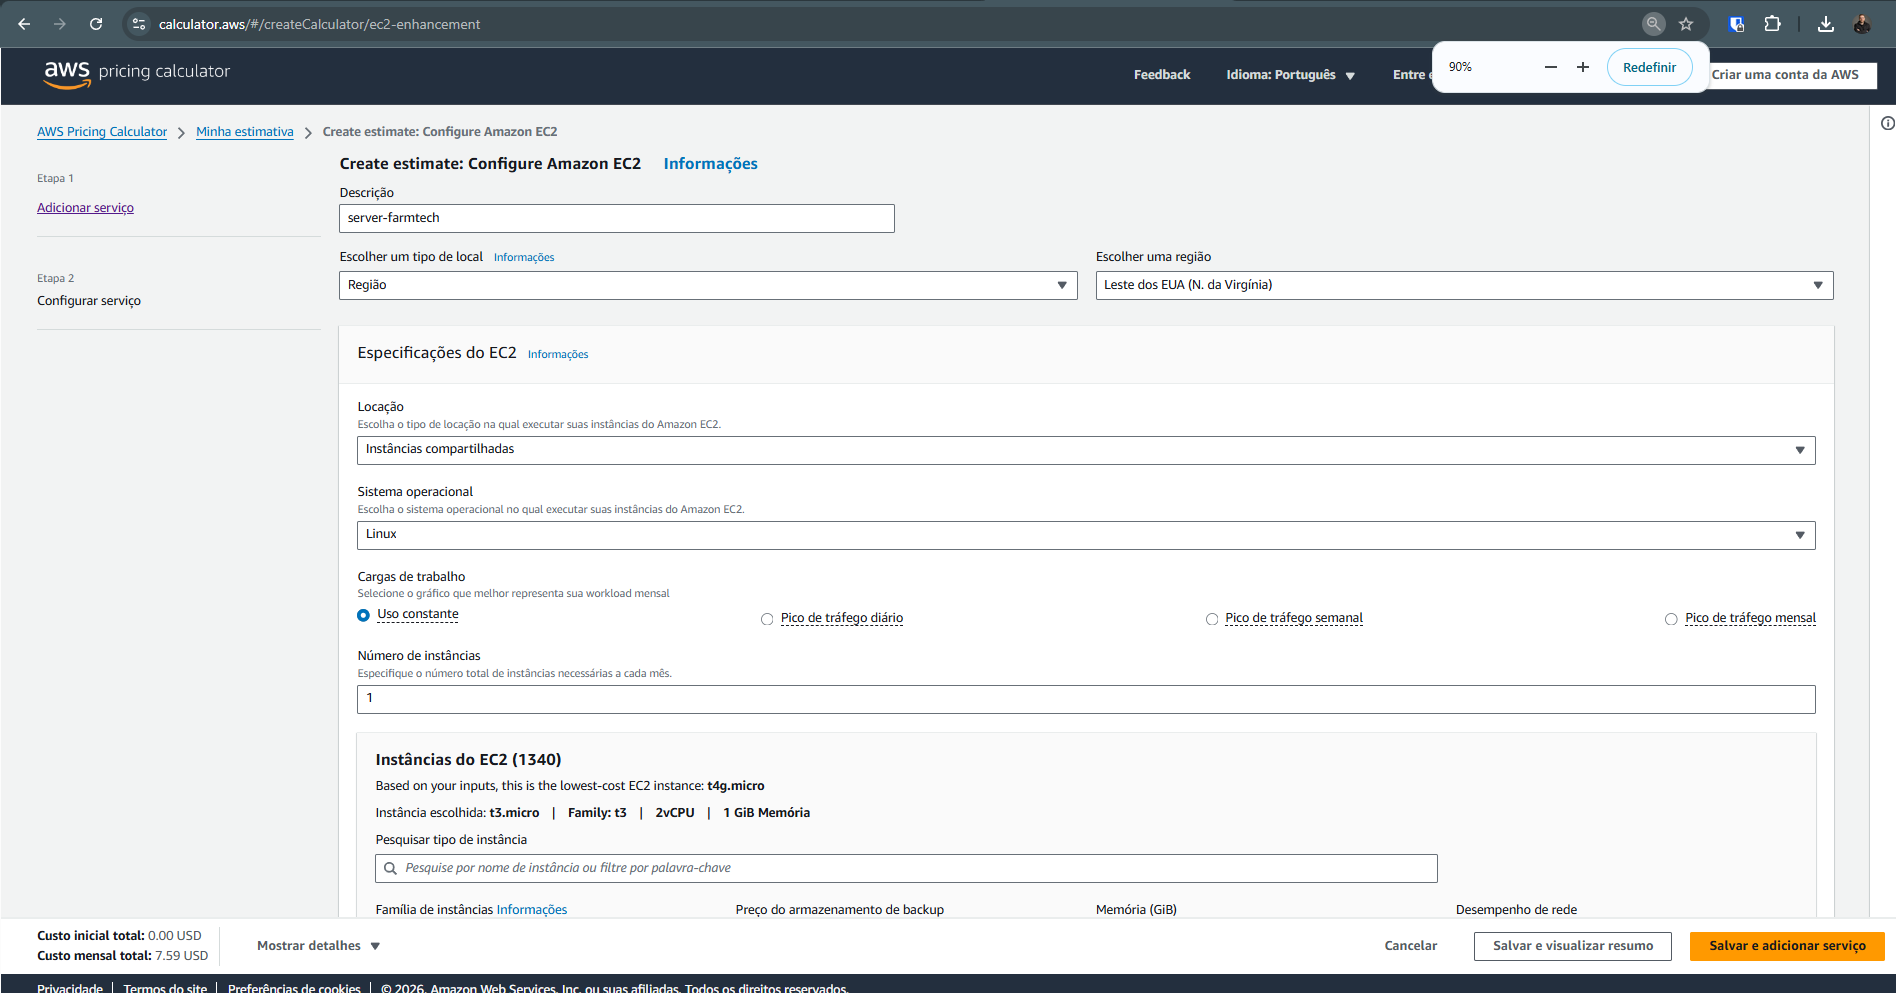 calculator.aws/#/createCalculator/ec2-enhancement
90%
Redefinir
aws pricing calculator
Feedback
Idioma: Português
Entre e
Criar uma conta da AWS
AWS Pricing Calculator
Minha estimativa
Create estimate: Configure Amazon EC2
Etapa 1
Adicionar serviço
Etapa 2
Configurar serviço
Create estimate: Configure Amazon EC2 Informações
Descrição
server-farmtech
Escolher um tipo de local Informações
Região
Escolher uma região
Leste dos EUA (N. da Virgínia)
Especificações do EC2 Informações
Locação
Escolha o tipo de locação na qual executar suas instâncias do Amazon EC2.
Instâncias compartilhadas
Sistema operacional
Escolha o sistema operacional no qual executar suas instâncias do Amazon EC2.
Linux
Cargas de trabalho
Selecione o gráfico que melhor representa sua workload mensal
Uso constante
Pico de tráfego diário
Pico de tráfego semanal
Pico de tráfego mensal
Número de instâncias
Especifique o número total de instâncias necessárias a cada mês.
1
Instâncias do EC2 (1340)
Based on your inputs, this is the lowest-cost EC2 instance: t4g.micro
Instância escolhida: t3.micro | Family: t3 | 2vCPU | 1 GiB Memória
Pesquisar tipo de instância
Pesquise por nome de instância ou filtre por palavra-chave
Família de instâncias Informações
Preço do armazenamento de backup
Memória (GiB)
Desempenho de rede
Custo inicial total: 0.00 USD
Custo mensal total: 7.59 USD
Mostrar detalhes
Cancelar
Salvar e visualizar resumo
Salvar e adicionar serviço
Privacidade | Termos do site | Preferências de cookies | © 2026, Amazon Web Services, Inc. ou suas afiliadas. Todos os direitos reservados.